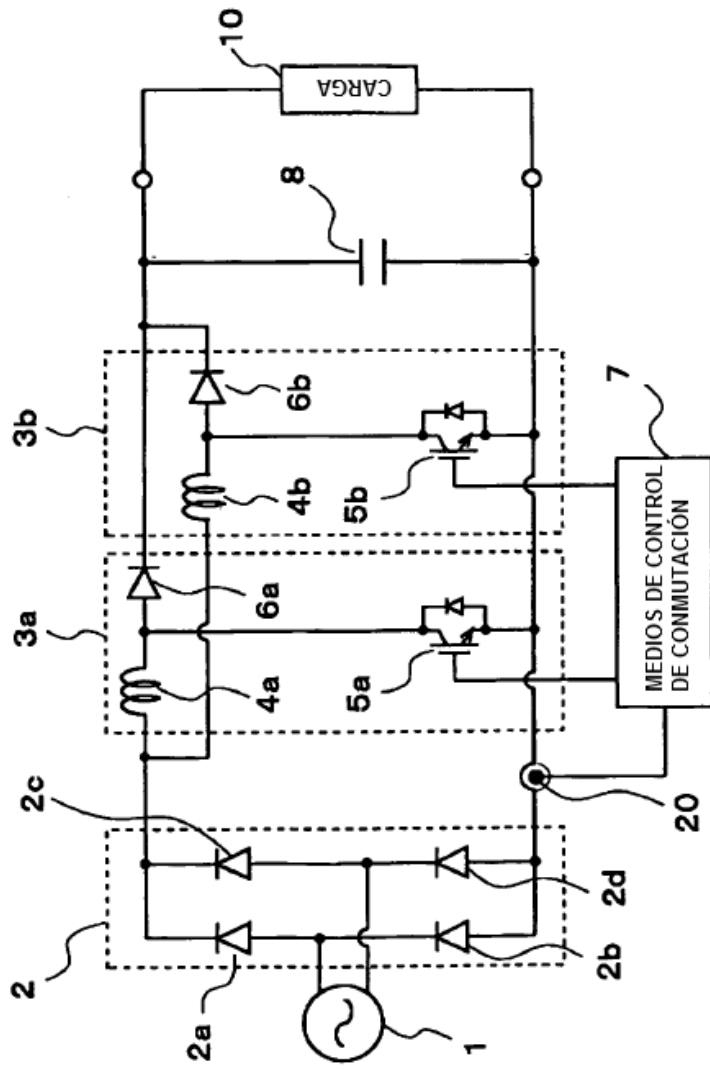 3a
3b
10
CARGA
8
2
2c
2a
4a
6a
4b
6b
5a
5b
1
2b
2d
20
7
MEDIOS DE CONTROL
DE CONMUTACIÓN